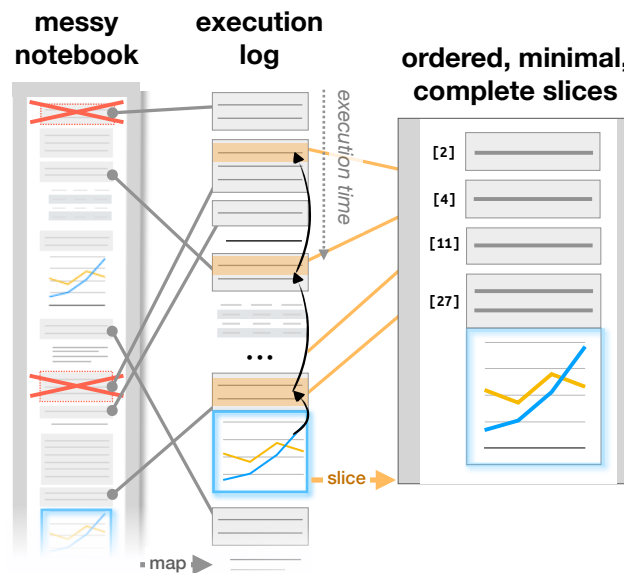 messy
notebook
execution
log
ordered, minimal,
complete slices
execution time
[2]
[4]
[11]
[27]
...
slice
map